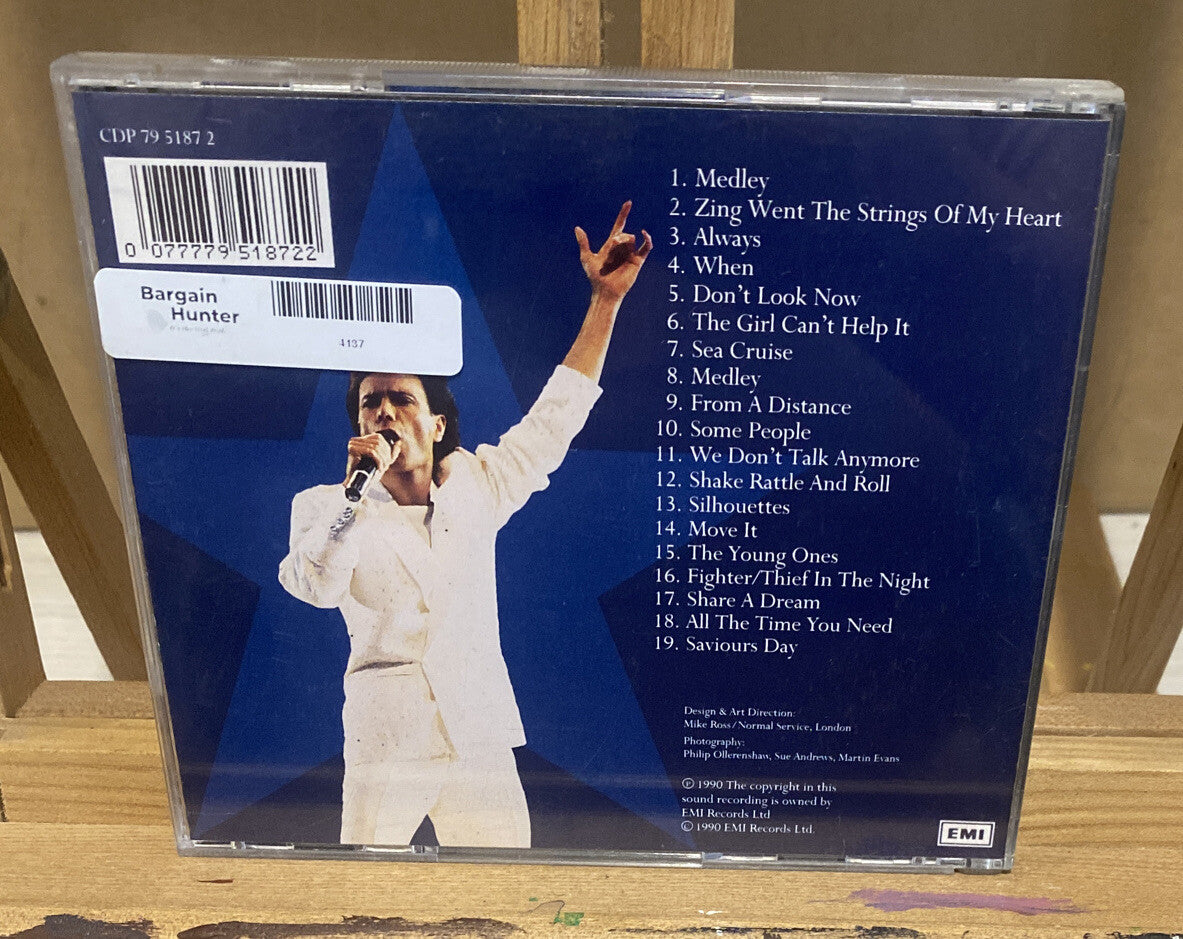 CDP 79 5187 2
0 077779 518722
Bargain
Hunter
4137
1. Medley
2. Zing Went The Strings Of My Heart
3. Always
4. When
5. Don't Look Now
6. The Girl Can't Help It
7. Sea Cruise
8. Medley
9. From A Distance
10. Some People
11. We Don't Talk Anymore
12. Shake Rattle And Roll
13. Silhouettes
14. Move It
15. The Young Ones
16. Fighter/Thief In The Night
17. Share A Dream
18. All The Time You Need
19. Saviours Day
Design & Art Direction:
Mike Ross/Normal Service, London
Photography:
Philip Ollerenshaw, Sue Andrews, Martin Evans
℗ 1990 The copyright in this
sound recording is owned by
EMI Records Ltd
© 1990 EMI Records Ltd.
EMI